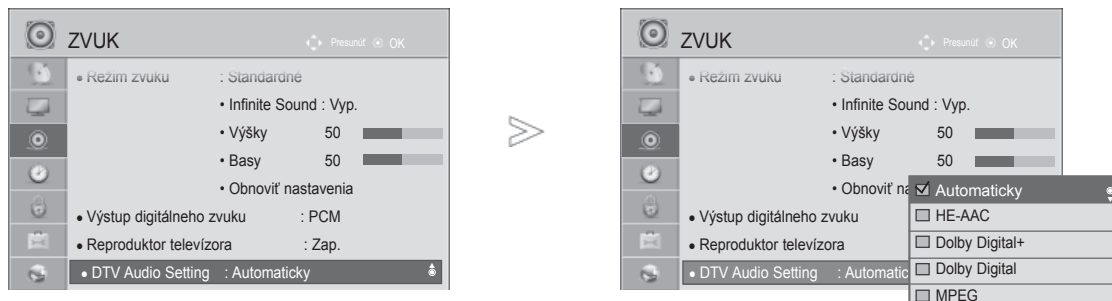 ZVUK
Presunúť OK
• Režim zvuku : Štandardné
• Infinite Sound : Vyp.
• Výšky 50
• Basy 50
• Obnoviť nastavenia
• Výstup digitálneho zvuku : PCM
• Reproduktor televízora : Zap.
• DTV Audio Setting : Automaticky
ZVUK
Presunúť OK
• Režim zvuku : Štandardné
• Infinite Sound : Vyp.
• Výšky 50
• Basy 50
• Obnoviť na
• Výstup digitálneho zvuku
• Reproduktor televízora
• DTV Audio Setting : Automatic
Automaticky
HE-AAC
Dolby Digital+
Dolby Digital
MPEG